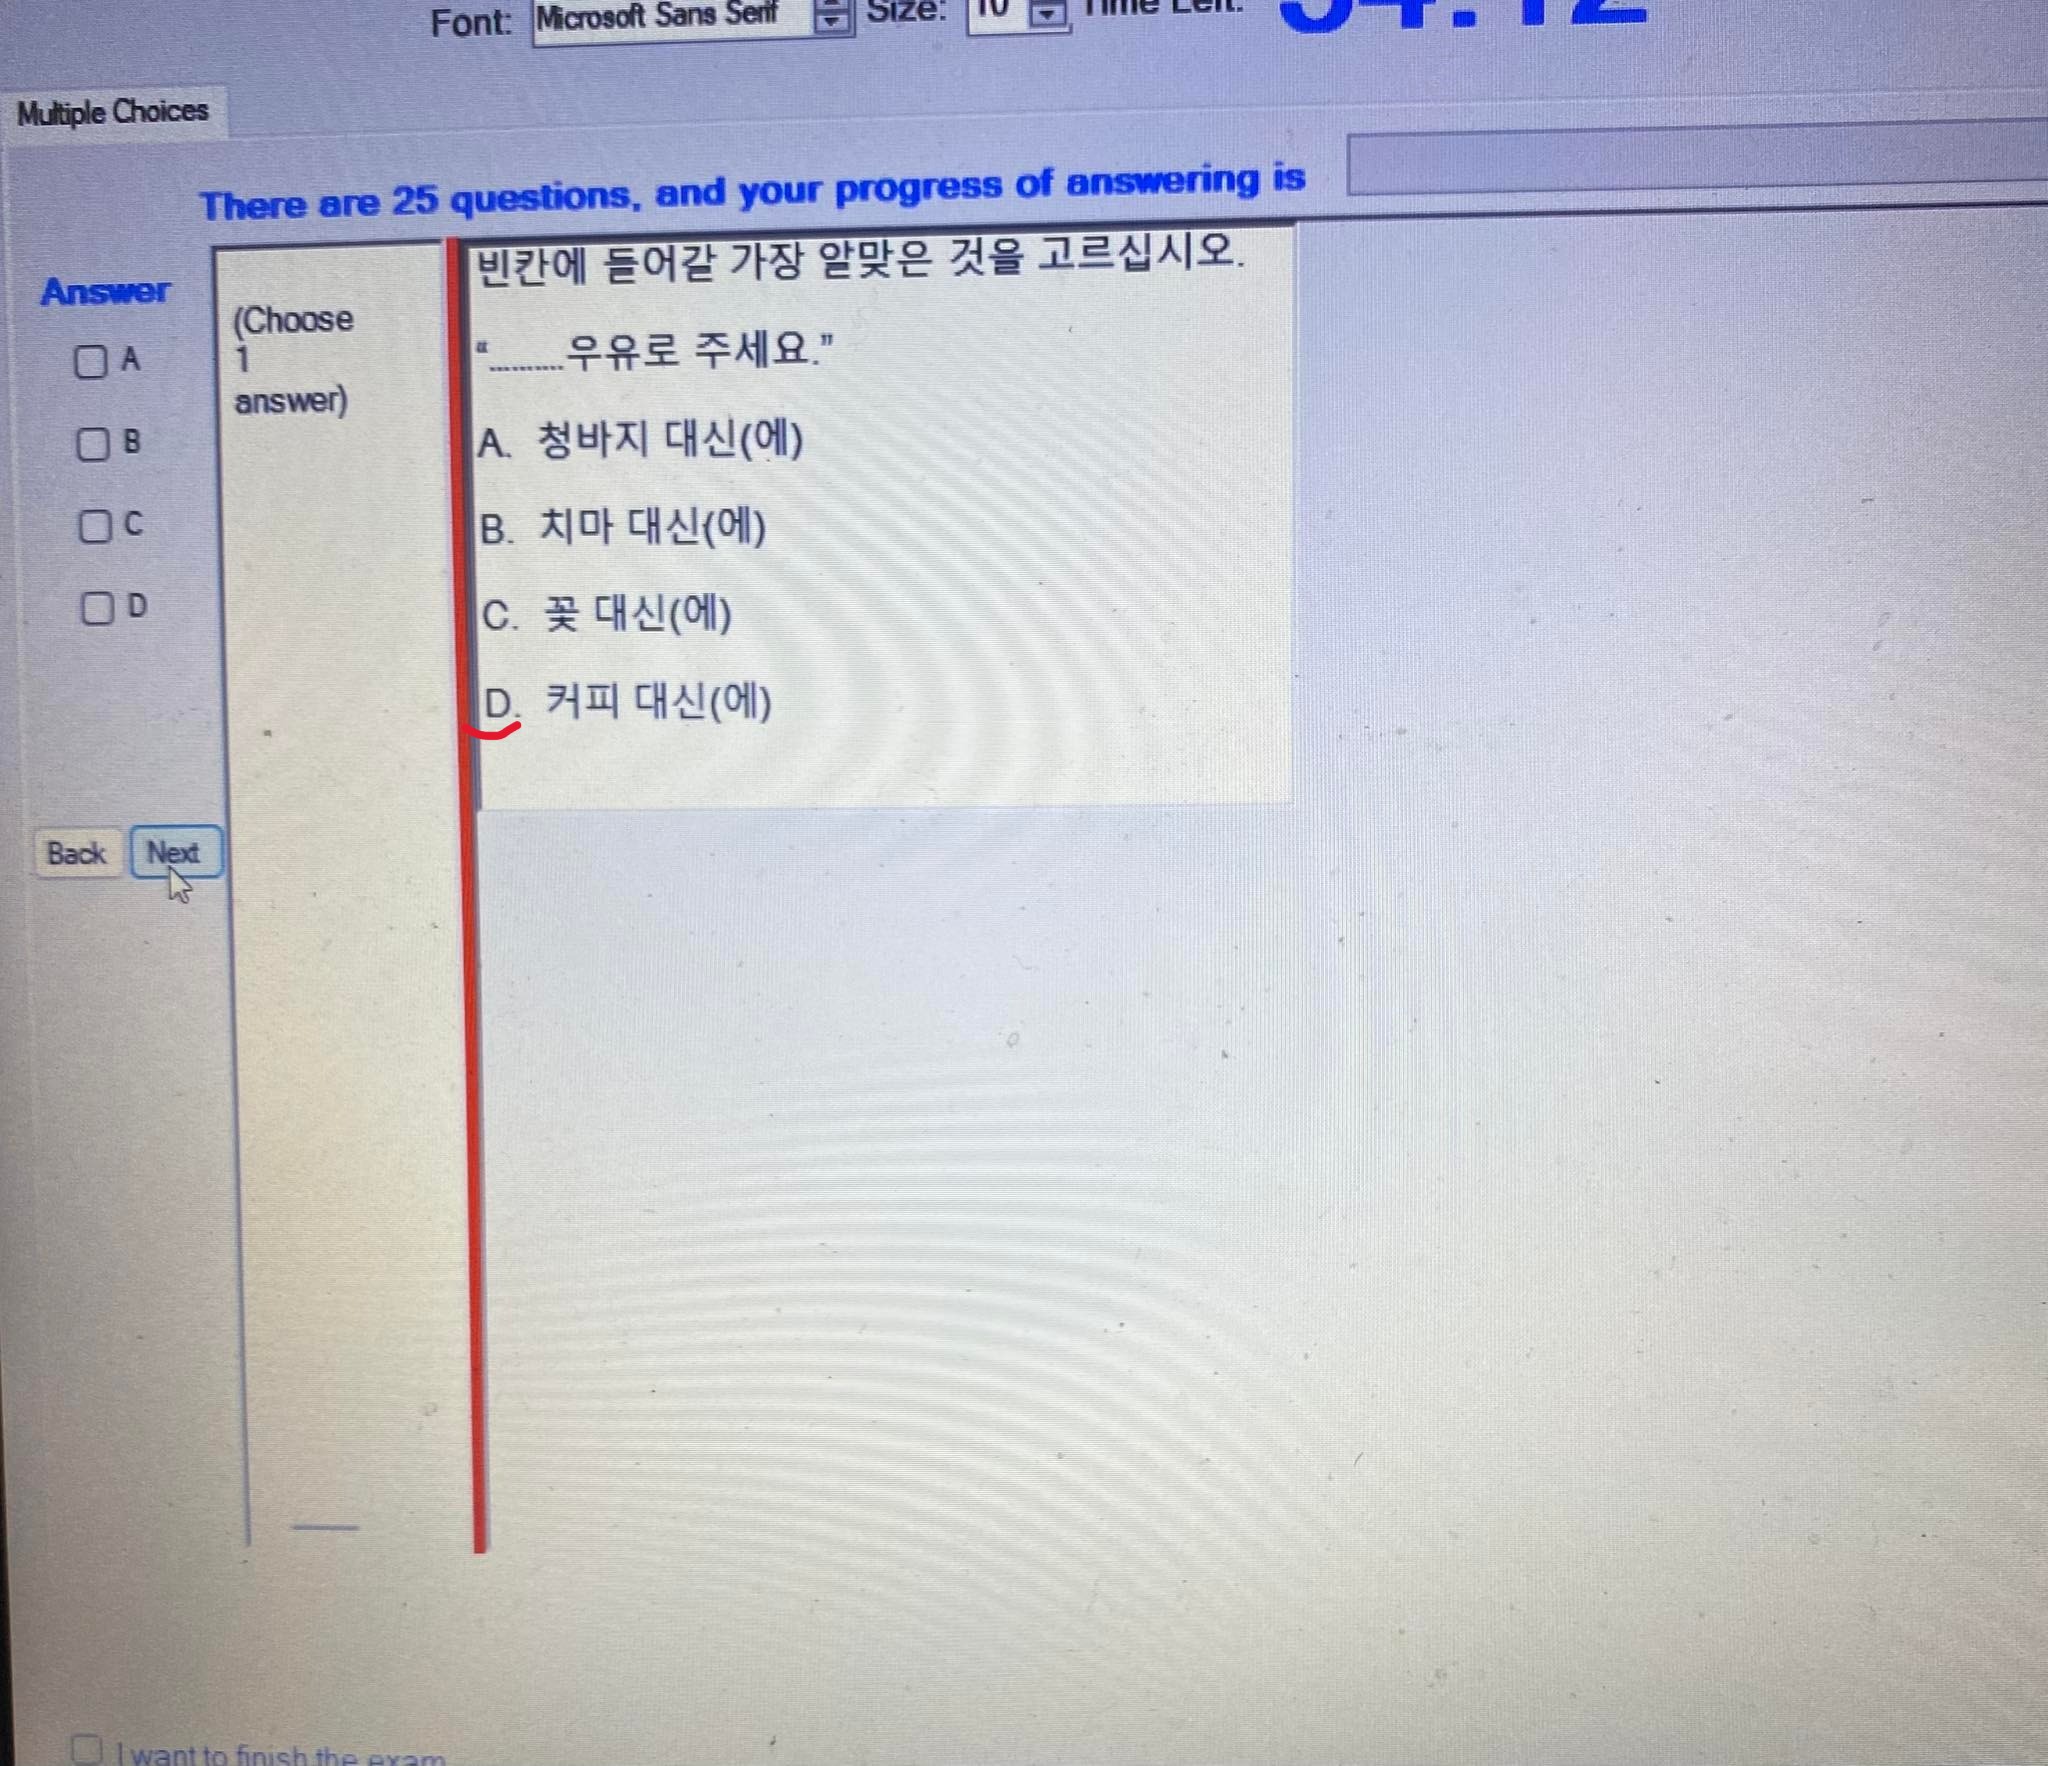 Font: Microsoft Sans Serif Size: 10 Time Left:
Multiple Choices
There are 25 questions, and your progress of answering is
Answer
A
B
C
D
(Choose
1
answer)
빈칸에 들어갈 가장 알맞은 것을 고르십시오.
“..........우유로 주세요.”
A. 청바지 대신(에)
B. 치마 대신(에)
C. 꽃 대신(에)
D. 커피 대신(에)
Back Next
I want to finish the exam